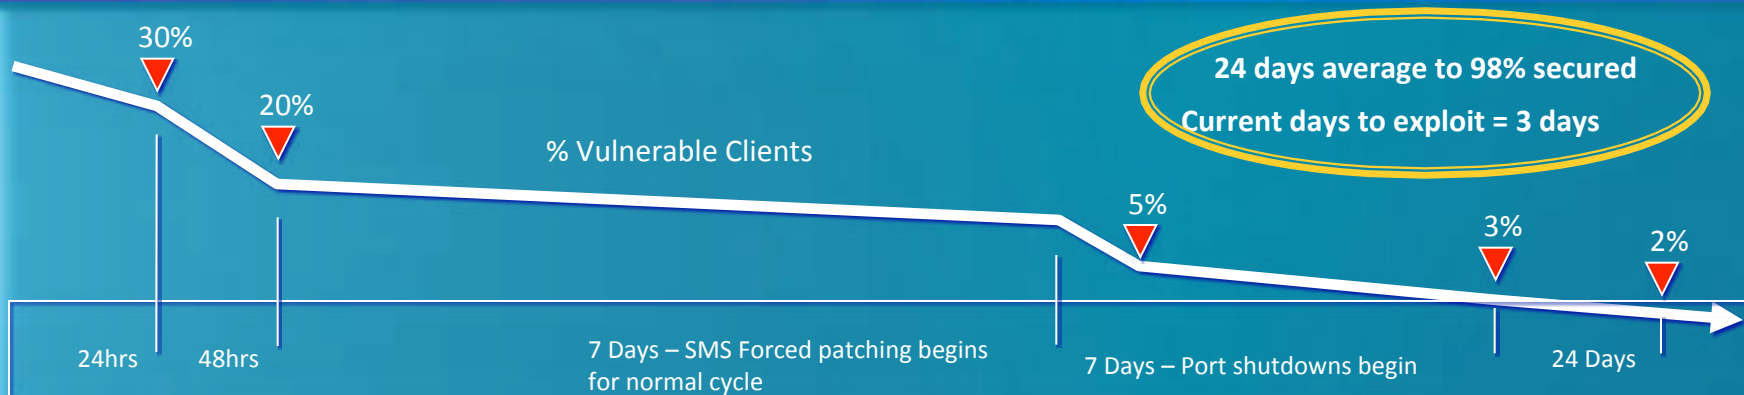 30%
24 days average to 98% secured
20%
Current days to exploit = 3 days
% Vulnerable Clients
5%
3%
2%
24hrs
48hrs
7 Days – SMS Forced patching begins
for normal cycle
7 Days – Port shutdowns begin
24 Days